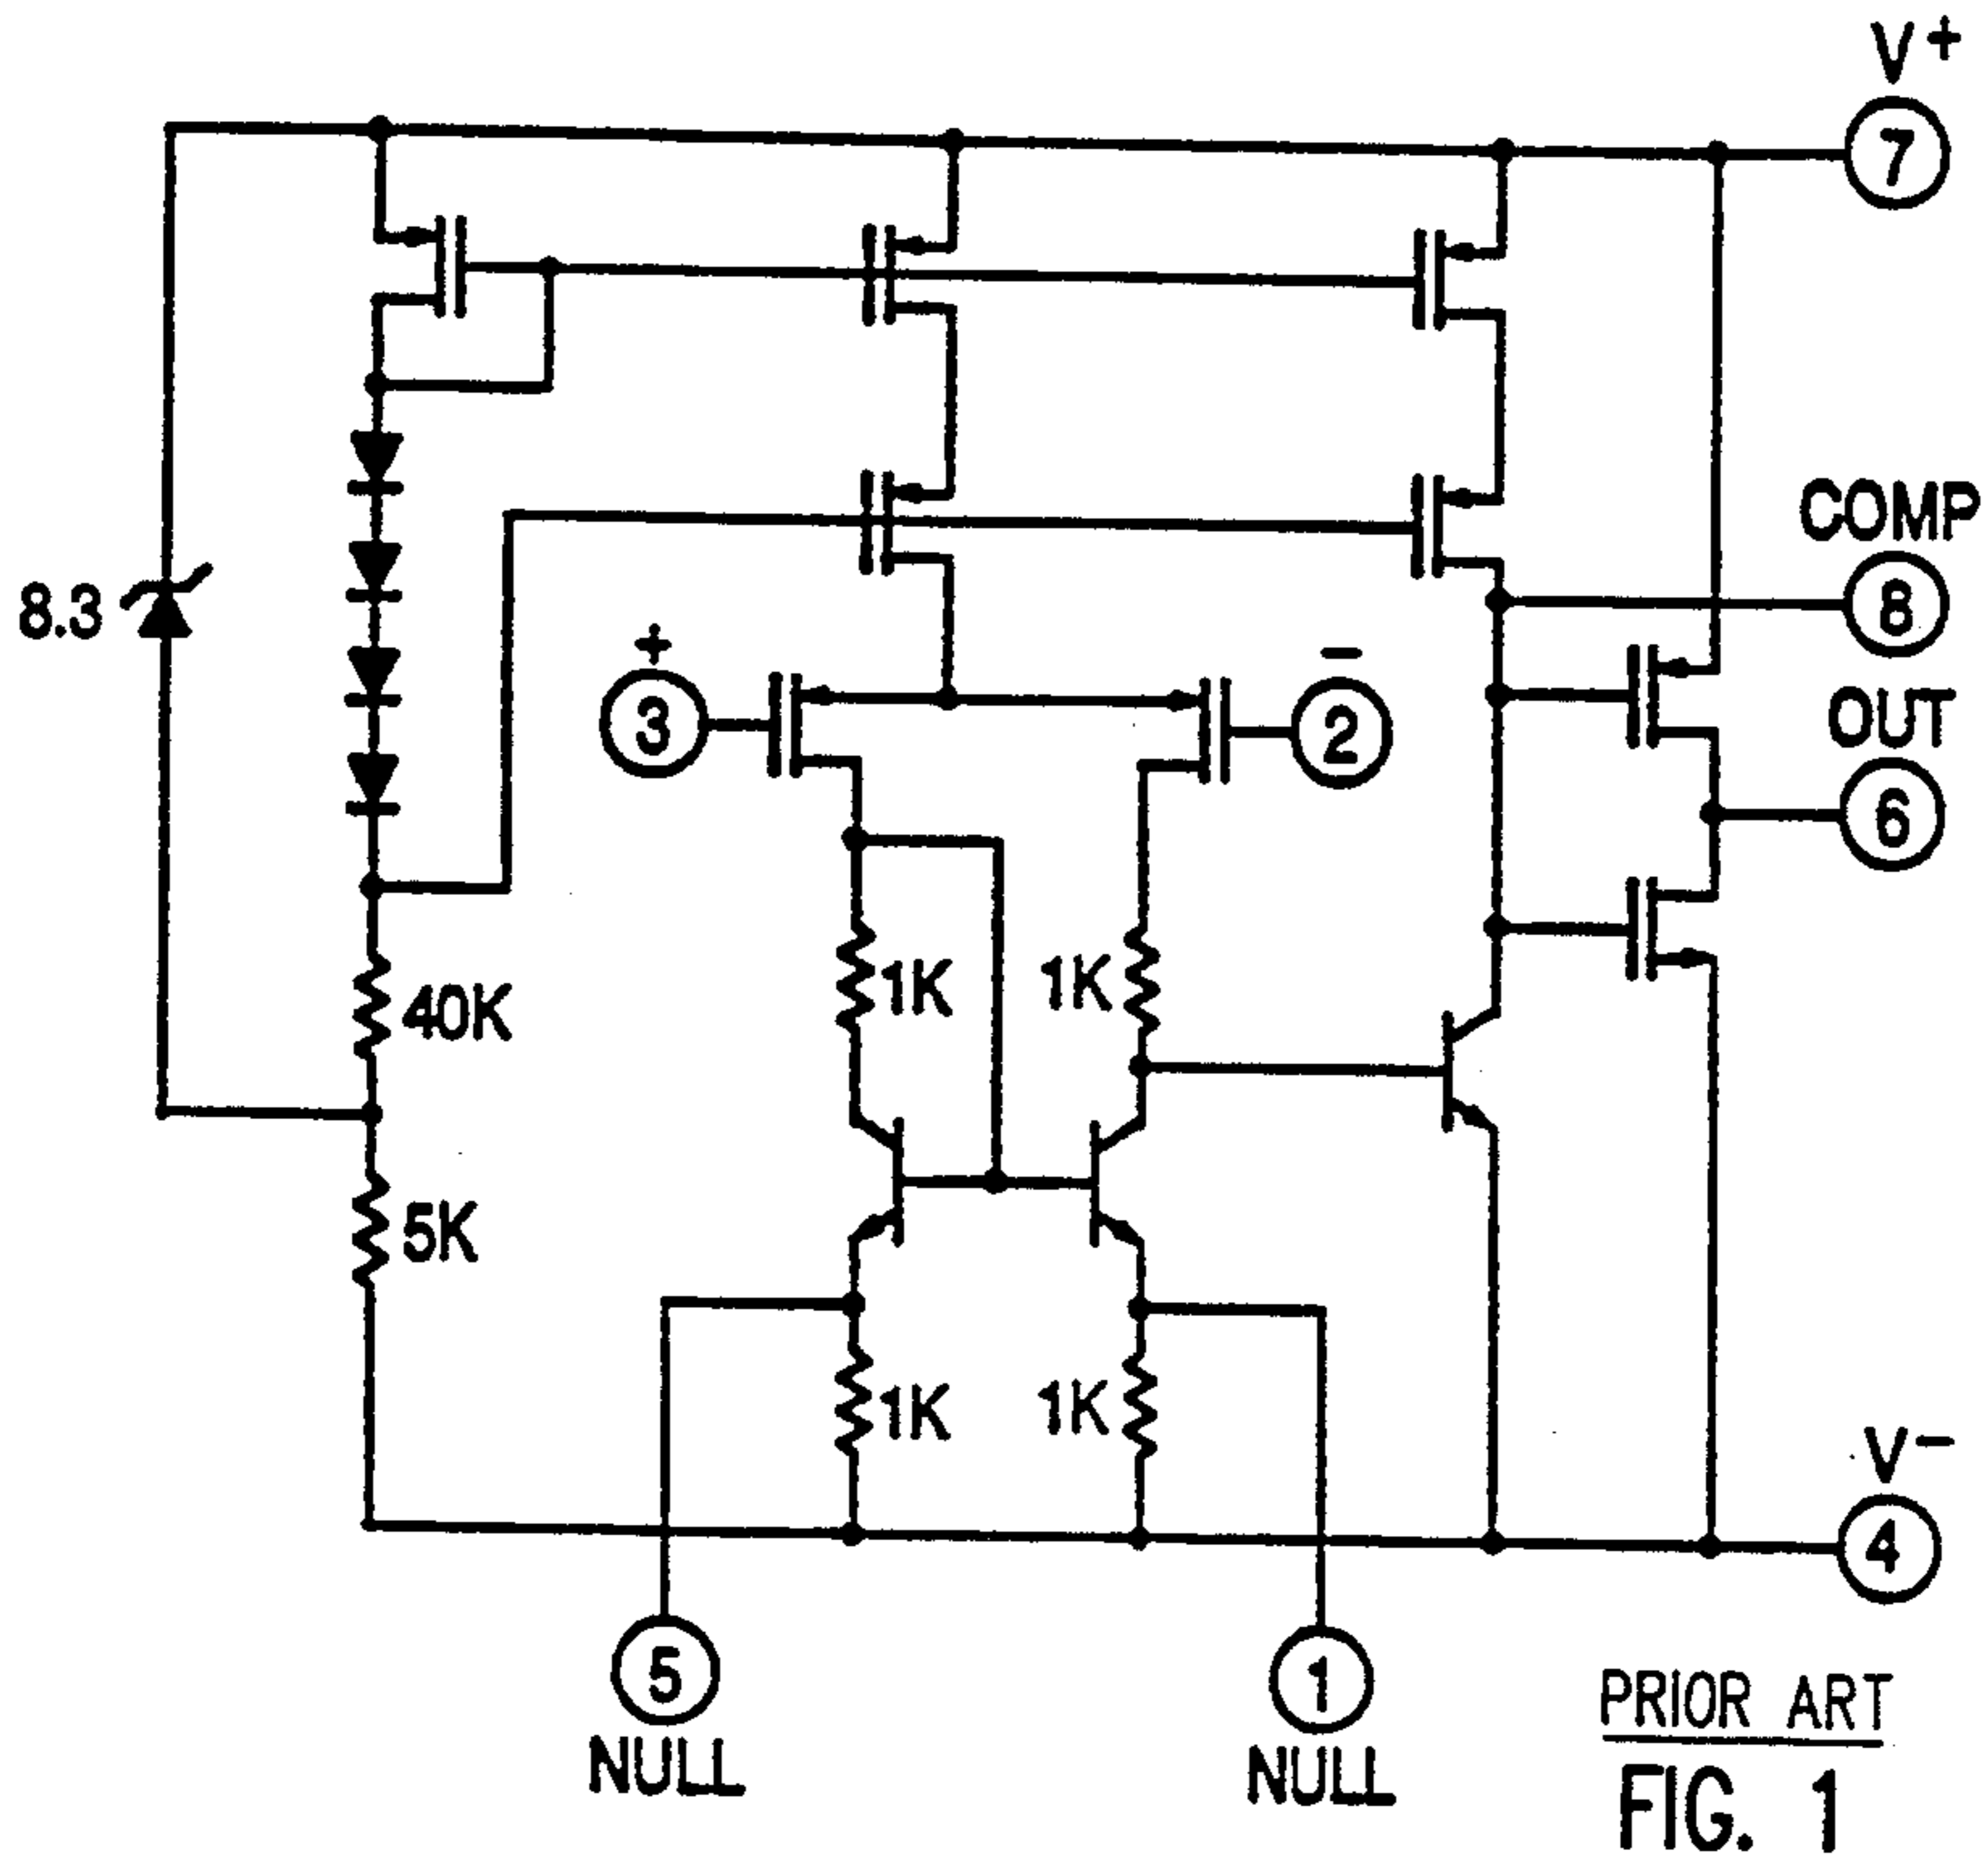 V+
7
COMP
8
8.3
+
3
-
2
OUT
6
40K
1K
1K
5K
1K
1K
V-
4
5
NULL
1
NULL
PRIOR ART
FIG. 1